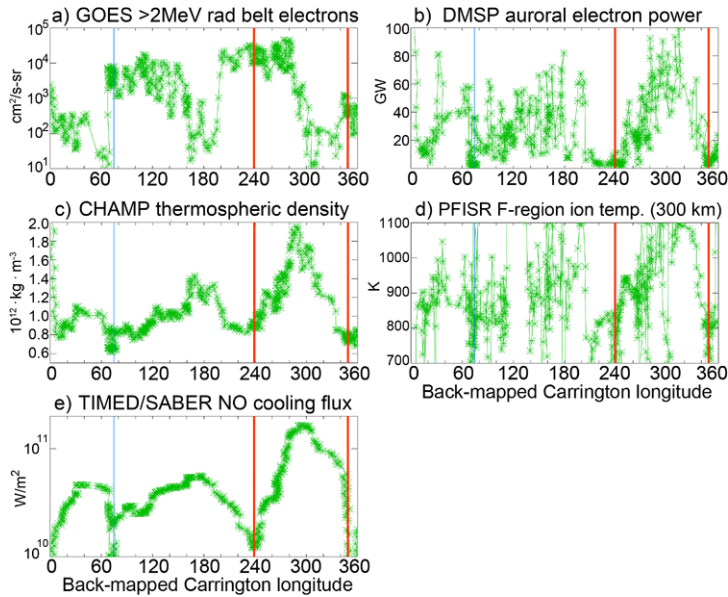 a) GOES >2MeV rad belt electrons
10⁵
10⁴
10³
10²
10¹
cm²/s-sr
0 60 120 180 240 300 360
b) DMSP auroral electron power
100
80
60
40
20
GW
0 60 120 180 240 300 360
c) CHAMP thermospheric density
2.0
1.8
1.6
1.4
1.2
1.0
0.8
0.6
10¹² · kg · m⁻³
0 60 120 180 240 300 360
d) PFISR F-region ion temp. (300 km)
1100
1000
900
800
700
K
0 60 120 180 240 300 360
Back-mapped Carrington longitude
e) TIMED/SABER NO cooling flux
10¹¹
10¹⁰
W/m²
0 60 120 180 240 300 360
Back-mapped Carrington longitude